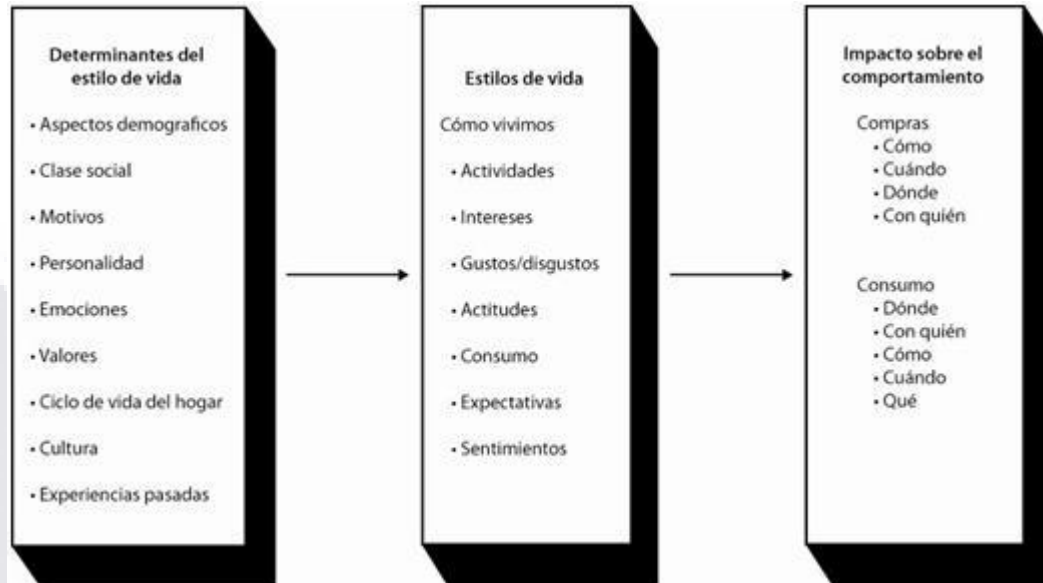 Determinantes del
estilo de vida
• Aspectos demograficos
• Clase social
• Motivos
• Personalidad
• Emociones
• Valores
• Ciclo de vida del hogar
• Cultura
• Experiencias pasadas
Estilos de vida
Cómo vivimos
• Actividades
• Intereses
• Gustos/disgustos
• Actitudes
• Consumo
• Expectativas
• Sentimientos
Impacto sobre el
comportamiento
Compras
• Cómo
• Cuándo
• Dónde
• Con quién
Consumo
• Dónde
• Con quién
• Cómo
• Cuándo
• Qué